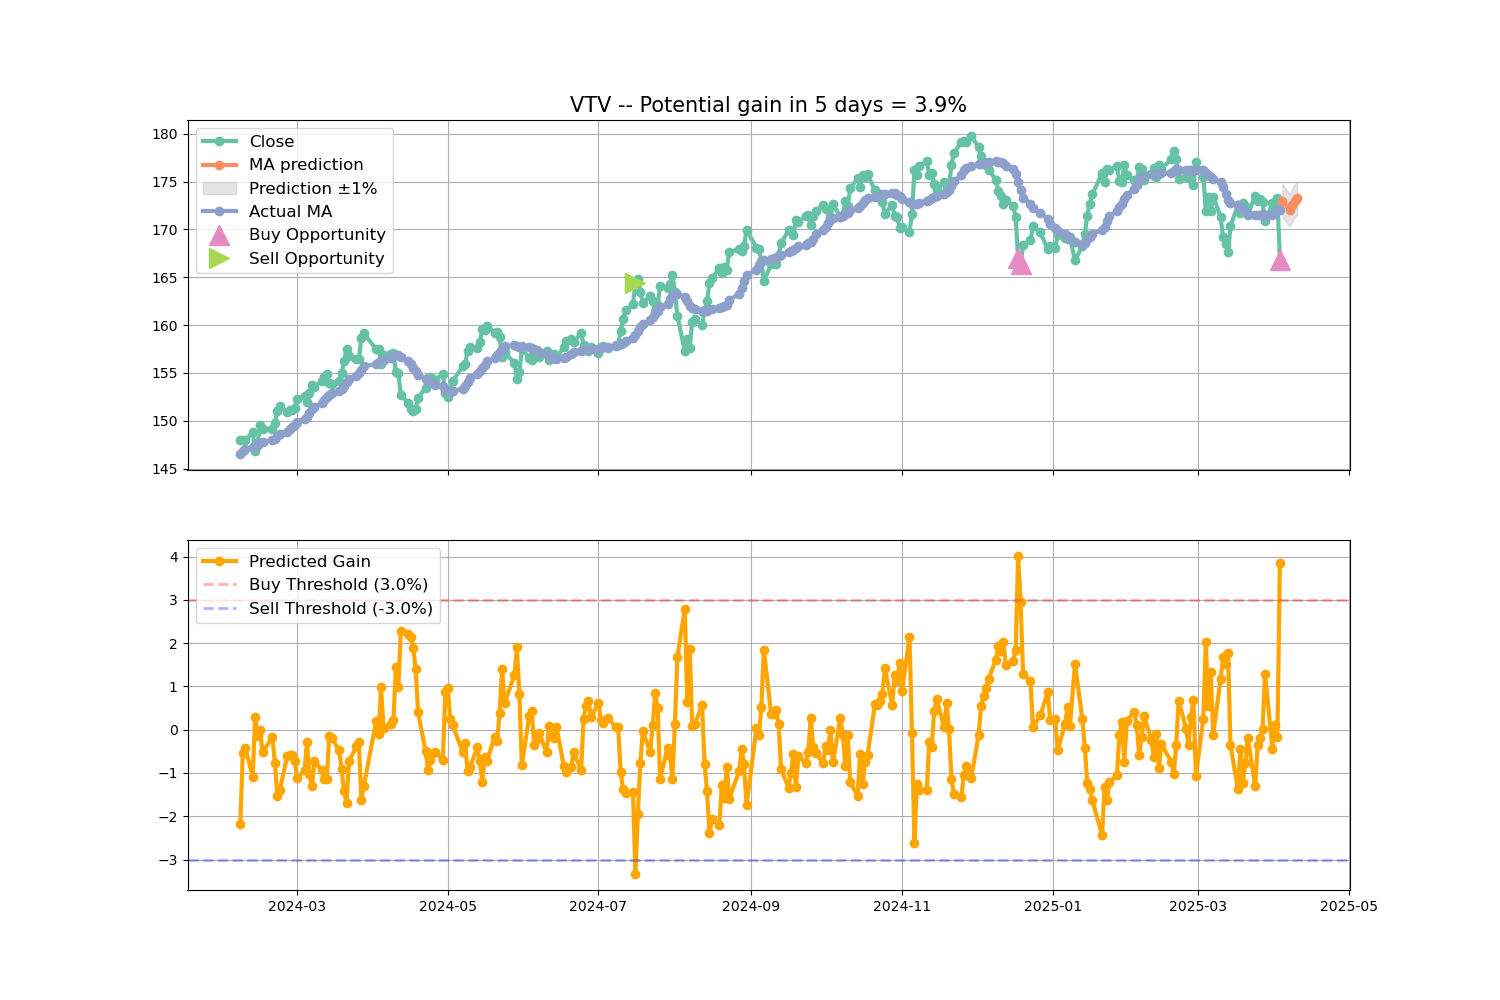 VTV -- Potential gain in 5 days = 3.9%
180
175
170
165
160
155
150
145
Close
MA prediction
Prediction ±1%
Actual MA
Buy Opportunity
Sell Opportunity
4
3
2
1
0
−1
−2
−3
Predicted Gain
Buy Threshold (3.0%)
Sell Threshold (-3.0%)
2024-03 2024-05 2024-07 2024-09 2024-11 2025-01 2025-03 2025-05